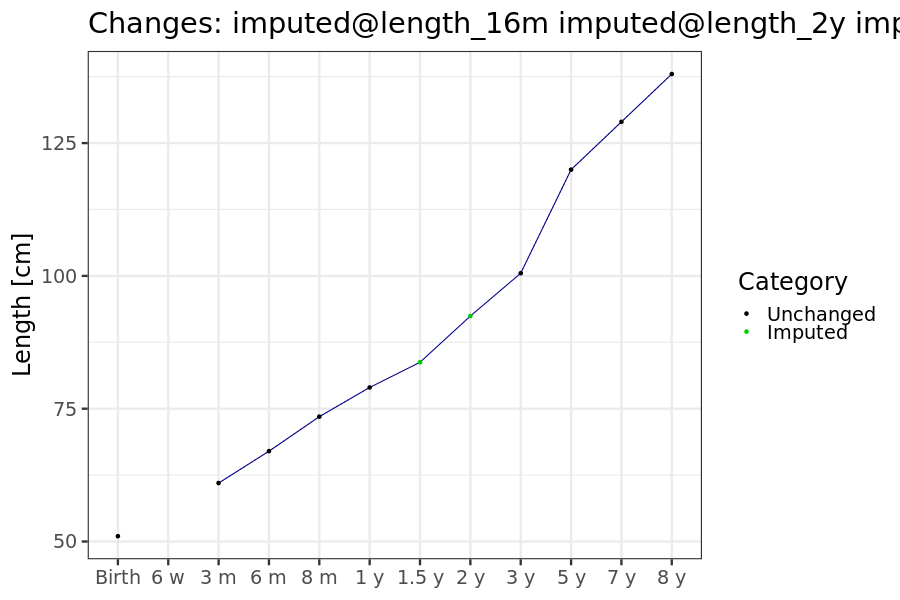 Changes: imputed@length_16m imputed@length_2y imp
125
100
75
50
Length [cm]
Birth 6 w 3 m 6 m 8 m 1 y 1.5 y 2 y 3 y 5 y 7 y 8 y
Category
Unchanged
Imputed